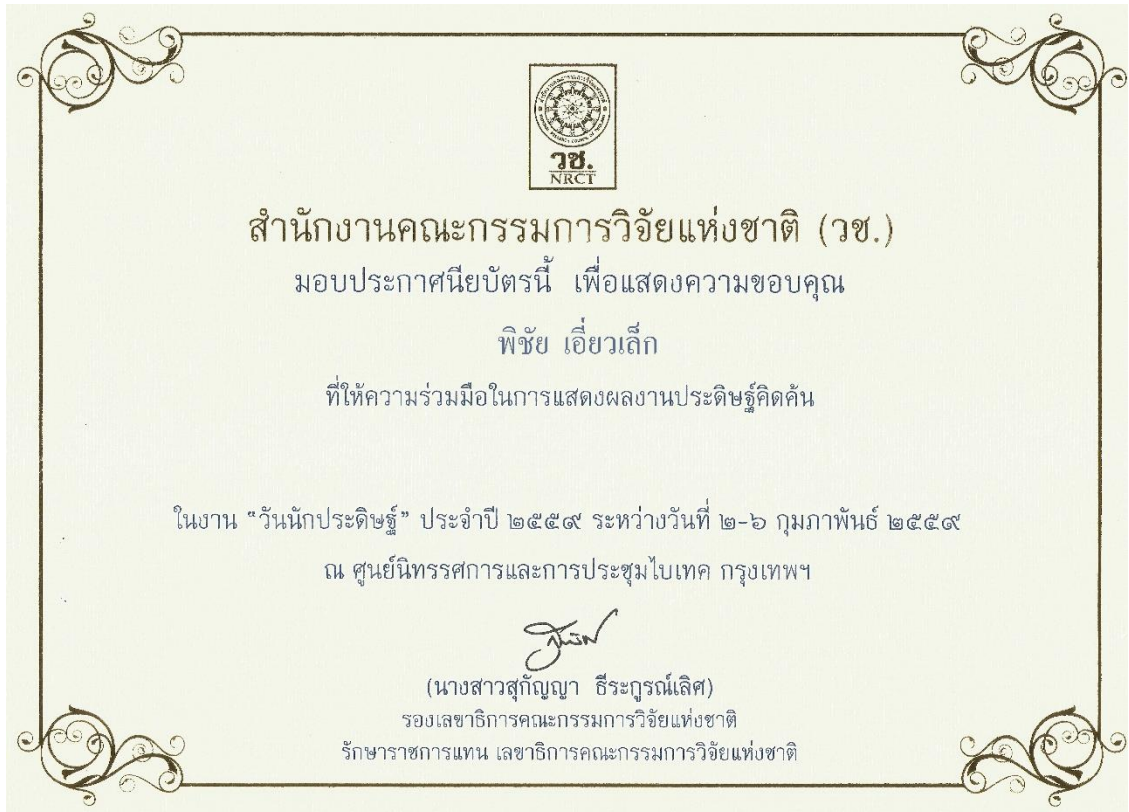 วช.
NRCT
สำนักงานคณะกรรมการวิจัยแห่งชาติ (วช.)
มอบประกาศนียบัตรนี้ เพื่อแสดงความขอบคุณ
พิชัย เอี่ยวเล็ก
ที่ให้ความร่วมมือในการแสดงผลงานประดิษฐ์คิดค้น
ในงาน “วันนักประดิษฐ์” ประจำปี ๒๕๕๙ ระหว่างวันที่ ๒-๖ กุมภาพันธ์ ๒๕๕๙
ณ ศูนย์นิทรรศการและการประชุมไบเทค กรุงเทพฯ
(นางสาวสุกัญญา ธีระกูรณ์เลิศ)
รองเลขาธิการคณะกรรมการวิจัยแห่งชาติ
รักษาราชการแทน เลขาธิการคณะกรรมการวิจัยแห่งชาติ